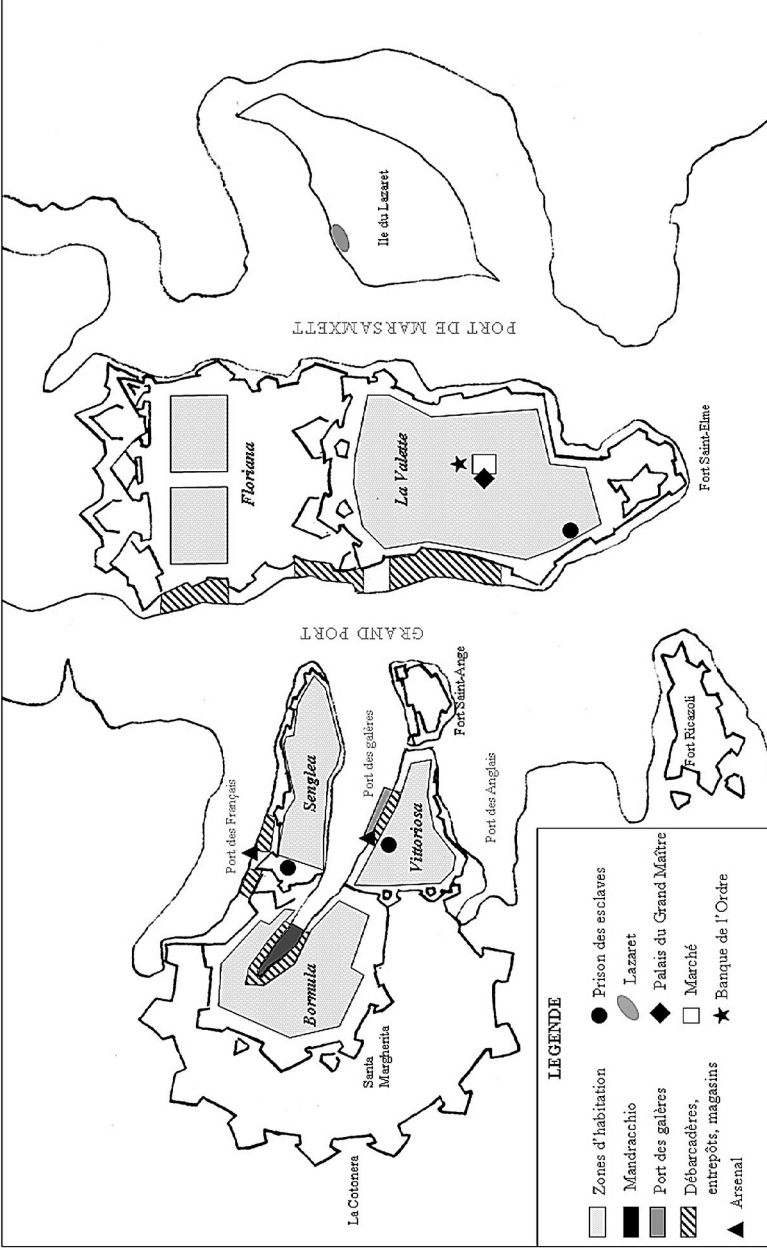 Ile du Lazaret
PORT DE MARSAMXETT
Floriana
La Valette
Fort Saint-Elme
GRAND PORT
Port des Français
Senglea
Port des galères
Fort Saint-Ange
Vittoriosa
Port des Anglais
Fort Ricazoli
Bormula
Santa
Margherita
La Cotonera
LEGENDE
Zones d'habitation
Mandracchio
Port des galères
Débarcadères,
entrepôts, magasins
Arsenal
Prison des esclaves
Lazaret
Palais du Grand Maître
Marché
Banque de l'Ordre